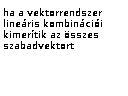 ha a vektorrendszer
lineáris kombinációi
kimerítik az összes
szabadvektort